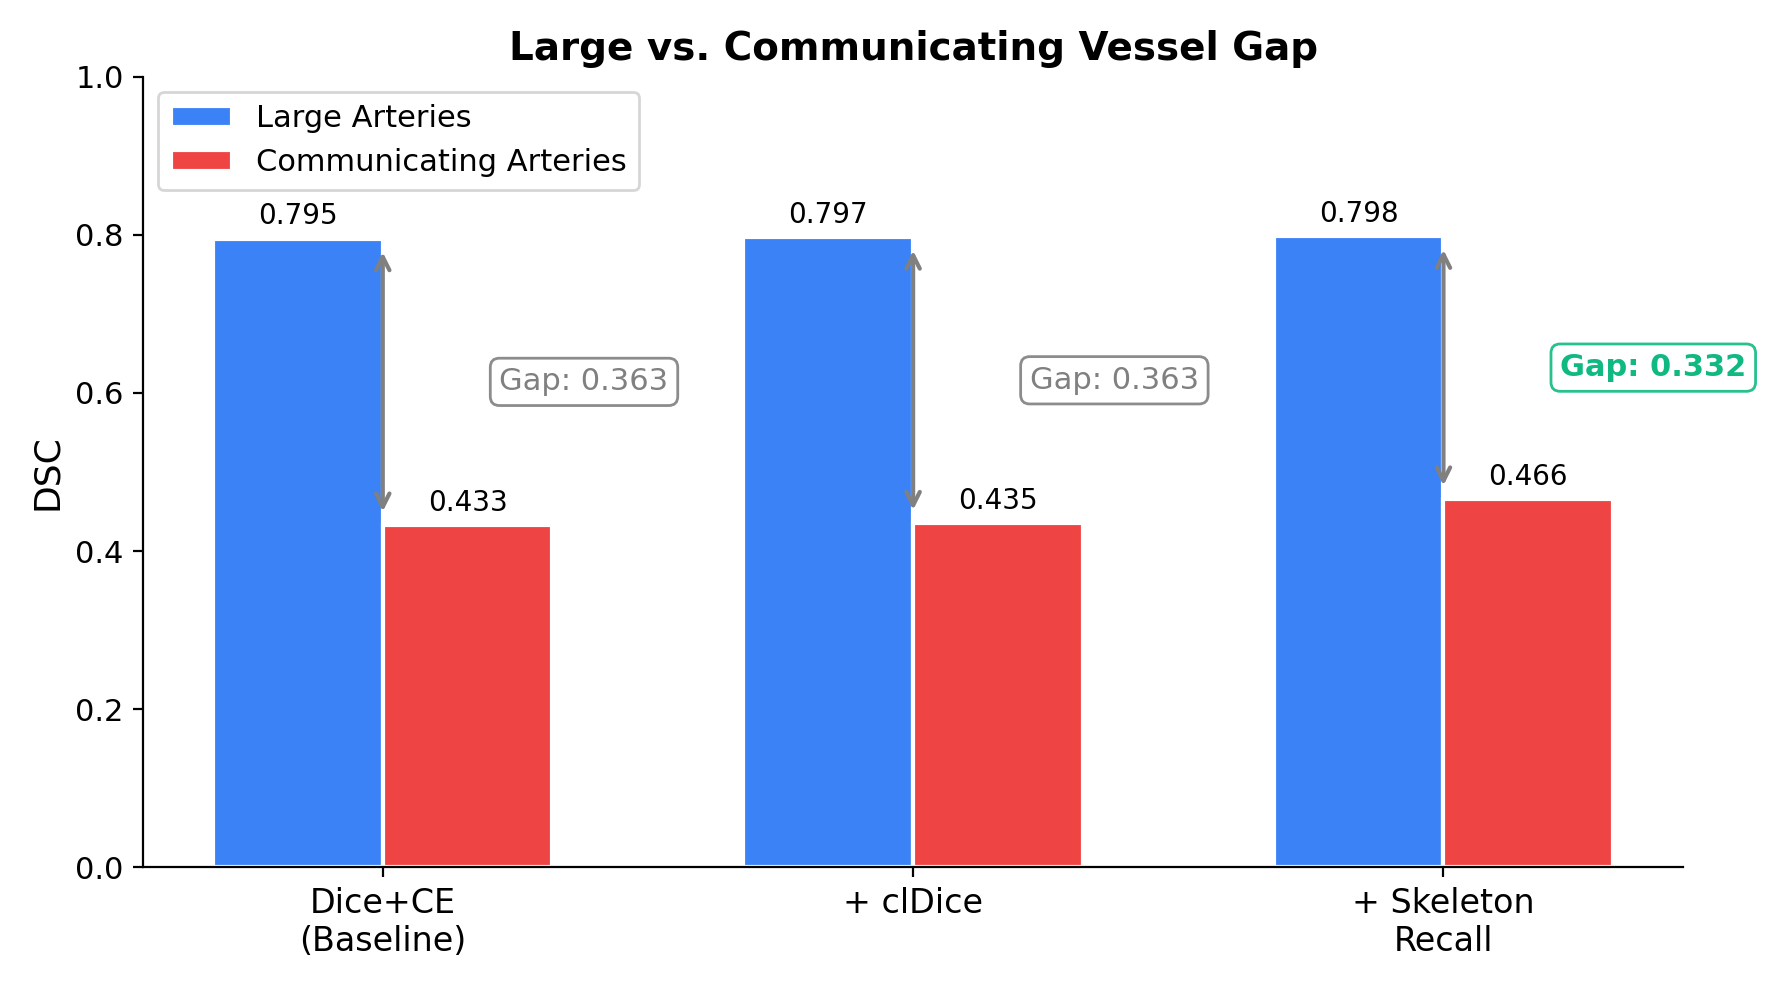 Large vs. Communicating Vessel Gap
1.0
0.8
0.6
0.4
0.2
0.0
DSC
Large Arteries
Communicating Arteries
0.795
0.433
Gap: 0.363
0.797
0.435
Gap: 0.363
0.798
0.466
Gap: 0.332
Dice+CE
(Baseline)
+ clDice
+ Skeleton
Recall